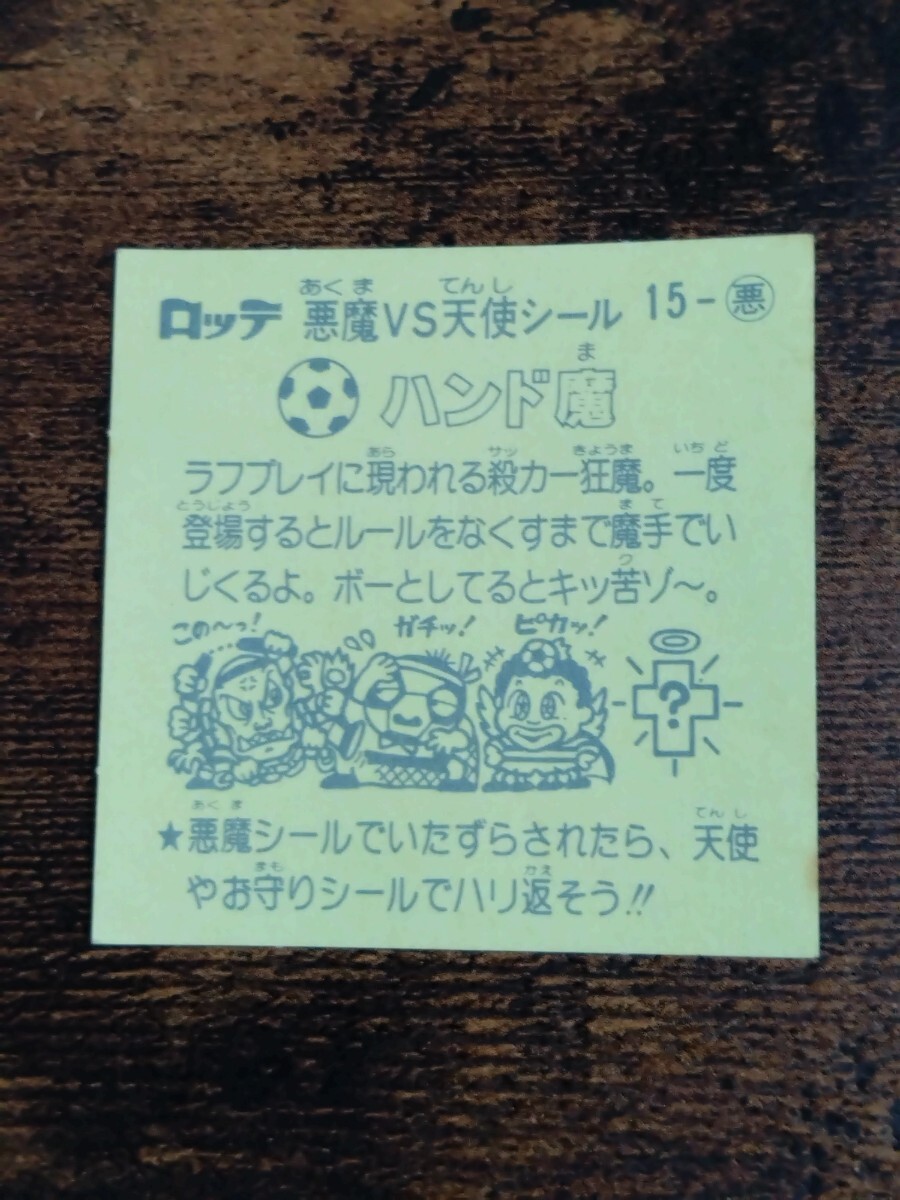 ロッテ 悪魔VS天使シール 15-悪
ハンド魔
ラフプレイに現われる殺カー狂魔。一度
登場するとルールをなくすまで魔手でい
じくるよ。ボーとしてるとキッ苦ゾ〜。
この〜っ! ガチッ! ピカッ!
?
★悪魔シールでいたずらされたら、天使
やお守りシールでハリ返そう!!